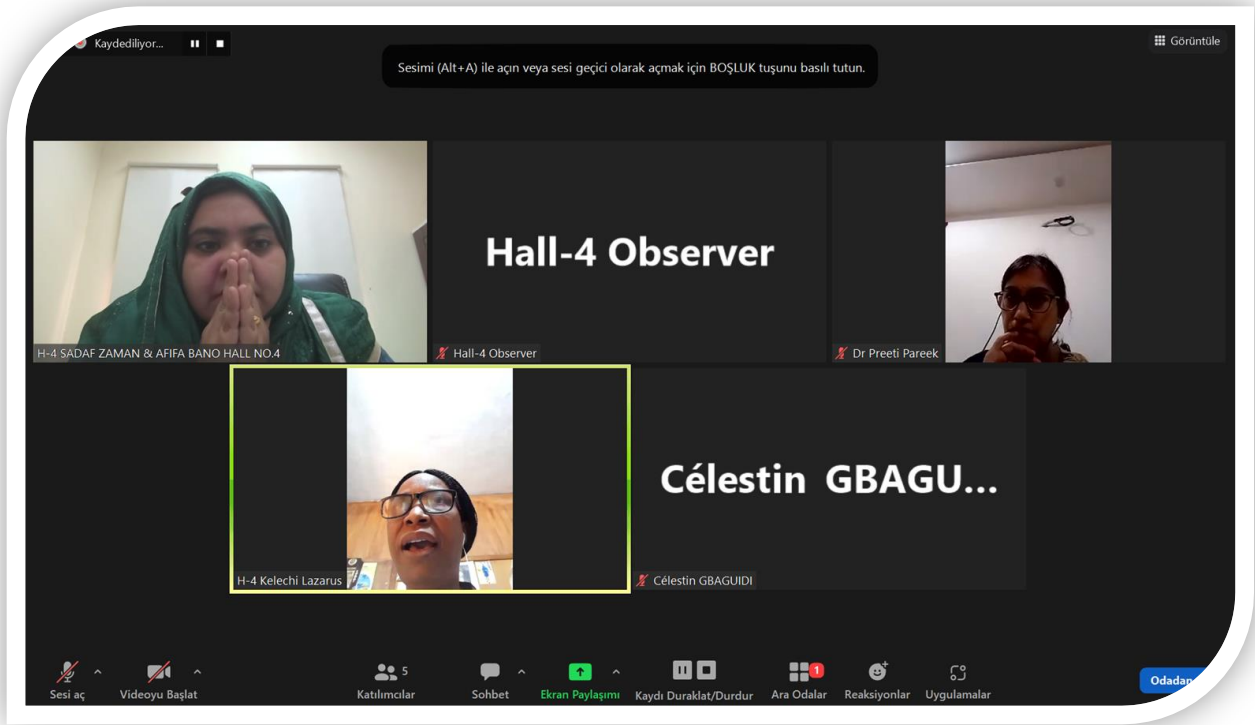 Kaydediliyor...
Görüntüle
Sesimi (Alt+A) ile açın veya sesi geçici olarak açmak için BOŞLUK tuşunu basılı tutun.
H-4 SADAF ZAMAN & AFIFA BANO HALL NO.4
Hall-4 Observer
Hall-4 Observer
Dr Preeti Pareek
H-4 Kelechi Lazarus
Célestin GBAGU...
Célestin GBAGUIDI
Sesi aç
Videoyu Başlat
5
Katılımcılar
Sohbet
Ekran Paylaşımı
Kaydı Duraklat/Durdur
1
Ara Odalar
Reaksiyonlar
Uygulamalar